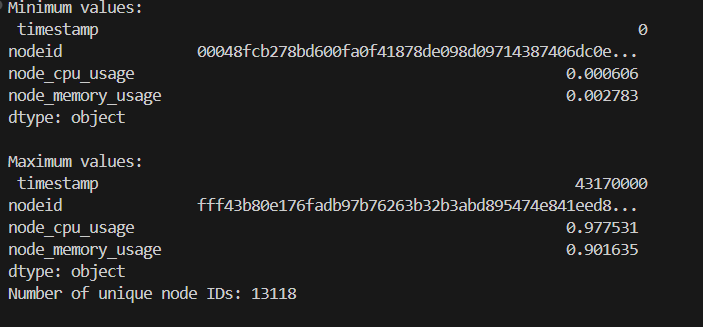 Minimum values:
timestamp 0
nodeid 00048fcb278bd600fa0f41878de098d09714387406dc0e...
node_cpu_usage 0.000606
node_memory_usage 0.002783
dtype: object
Maximum values:
timestamp 43170000
nodeid fff43b80e176fadb97b76263b32b3abd895474e841eed8...
node_cpu_usage 0.977531
node_memory_usage 0.901635
dtype: object
Number of unique node IDs: 13118